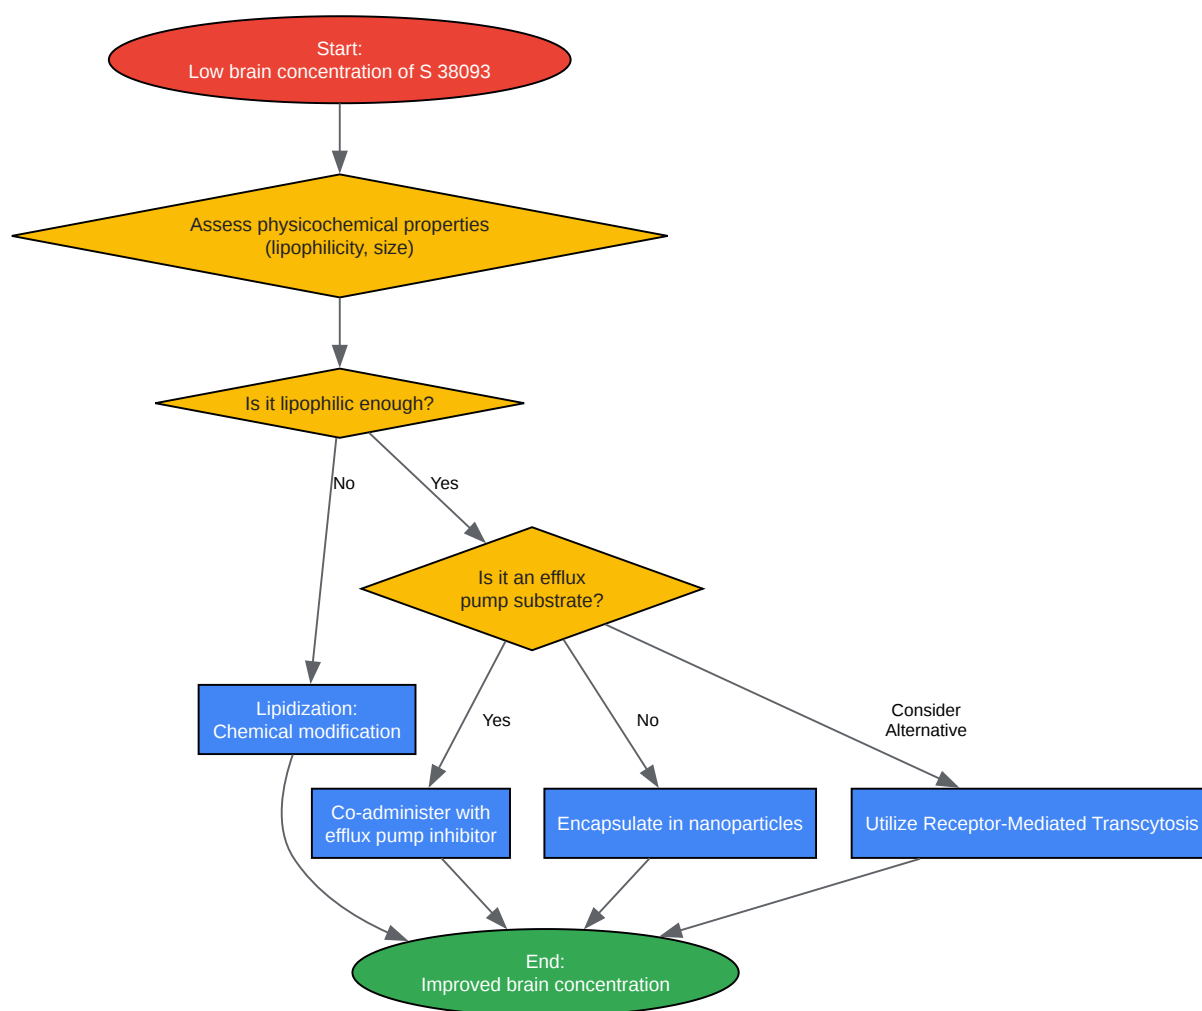 Start:
Low brain concentration of S 38093
Assess physicochemical properties
(lipophilicity, size)
Is it lipophilic enough?
No
Yes
Is it an efflux
pump substrate?
Lipidization:
Chemical modification
Yes
No
Consider
Alternative
Co-administer with
efflux pump inhibitor
Encapsulate in nanoparticles
Utilize Receptor-Mediated Transcytosis
End:
Improved brain concentration